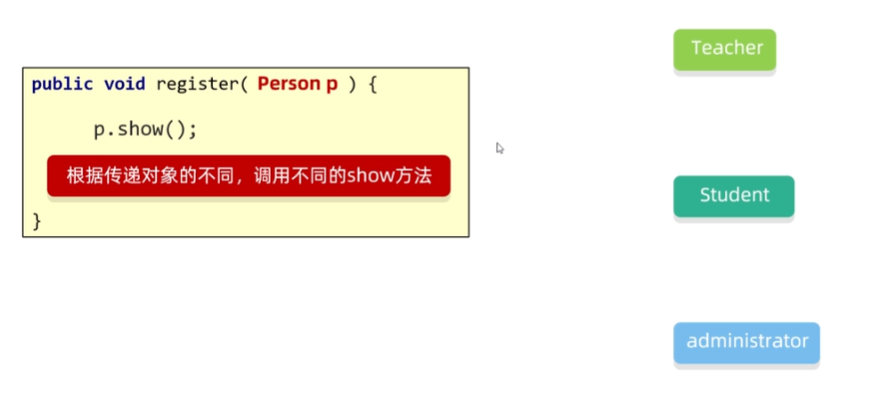 public void register( Person p ) {
p.show();
根据传递对象的不同，调用不同的show方法
}
Teacher
Student
administrator